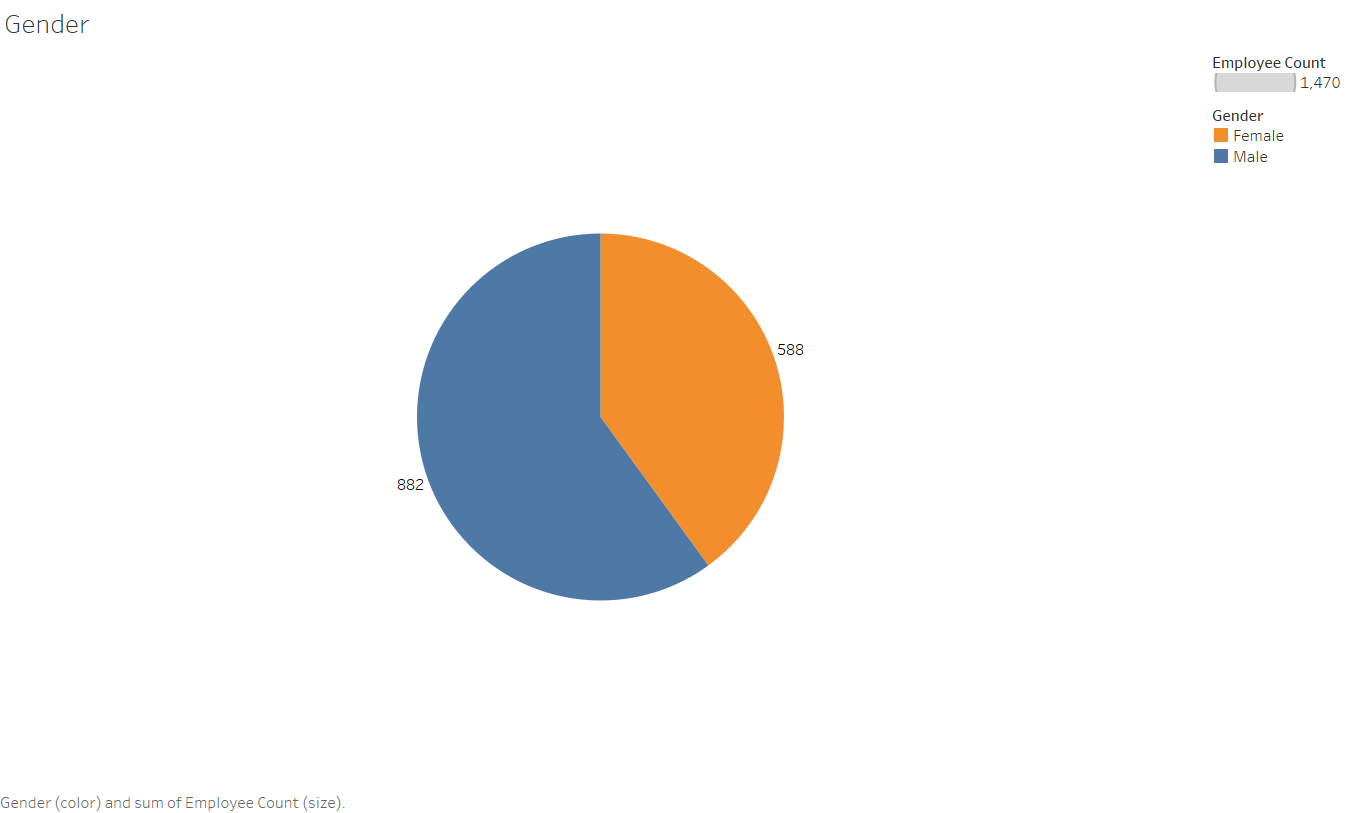 Gender
Employee Count
1,470
Gender
Female
Male
588
882
Gender (color) and sum of Employee Count (size).